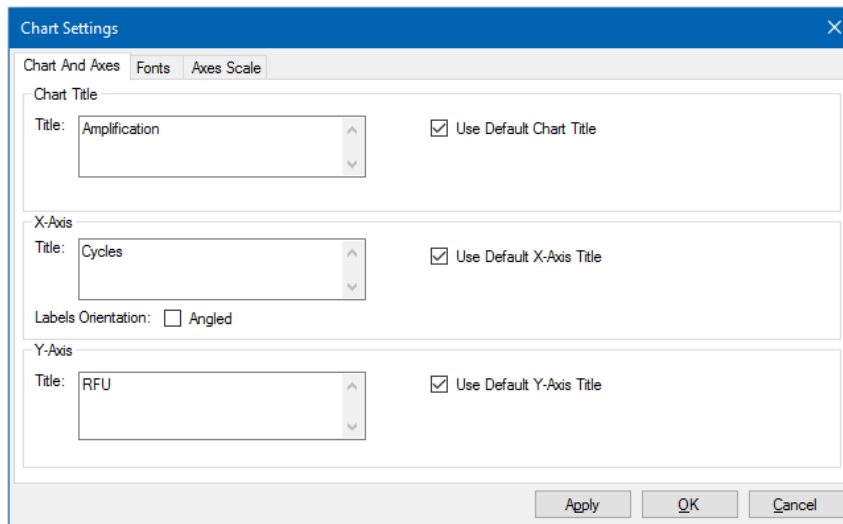 Chart Settings
Chart And Axes Fonts Axes Scale
Chart Title
Title: Amplification Use Default Chart Title
X-Axis
Title: Cycles Use Default X-Axis Title
Labels Orientation: Angled
Y-Axis
Title: RFU Use Default Y-Axis Title
Apply OK Cancel